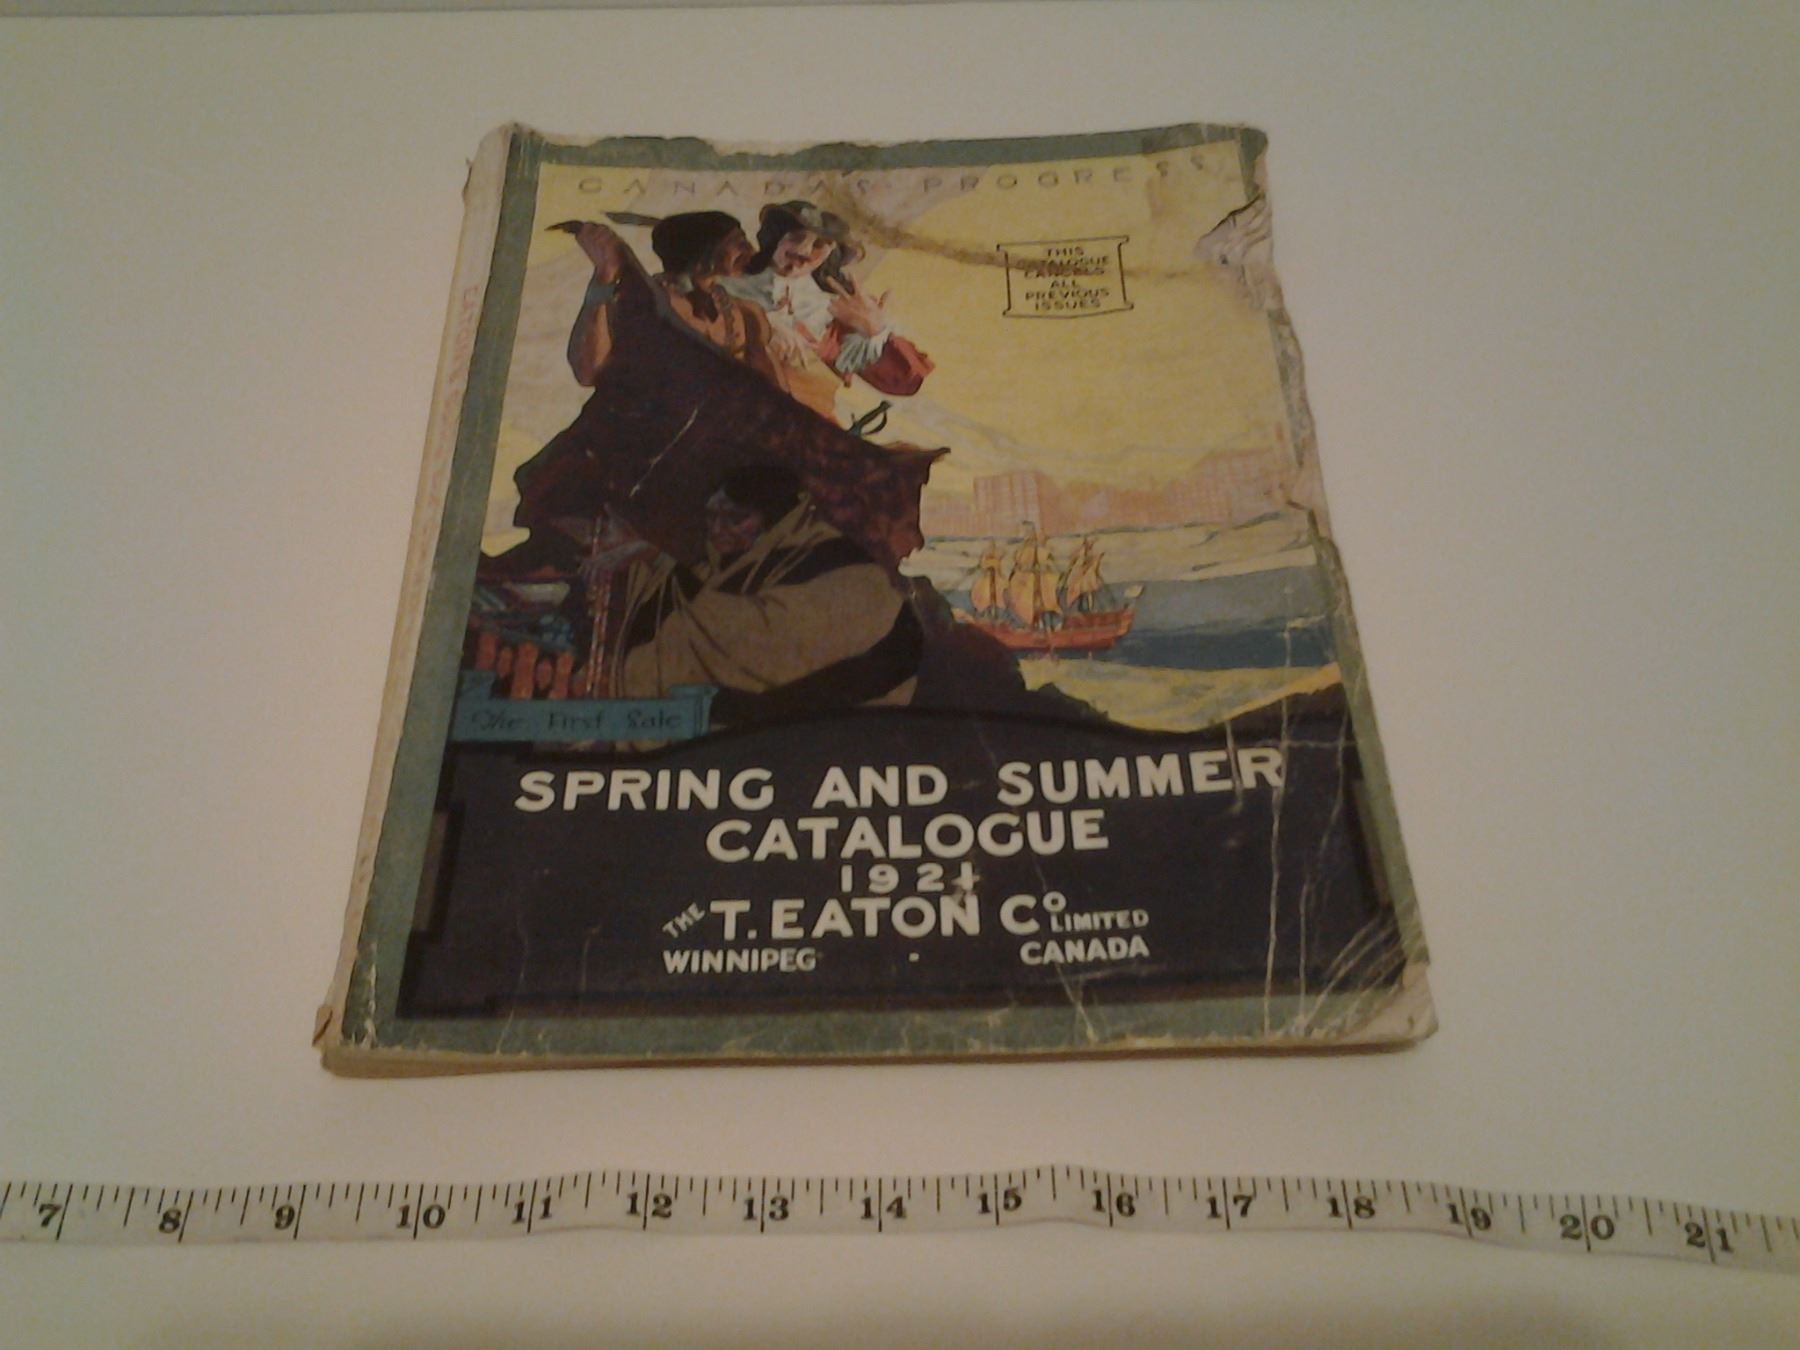 CANADAS PROGRESS
THIS
CATALOGUE
CANCELS
ALL
PREVIOUS
ISSUES
The First Sale
SPRING AND SUMMER
CATALOGUE
1921
THE T. EATON Co LIMITED
WINNIPEG - CANADA
7 8 9 10 11 12 13 14 15 16 17 18 19 20 21